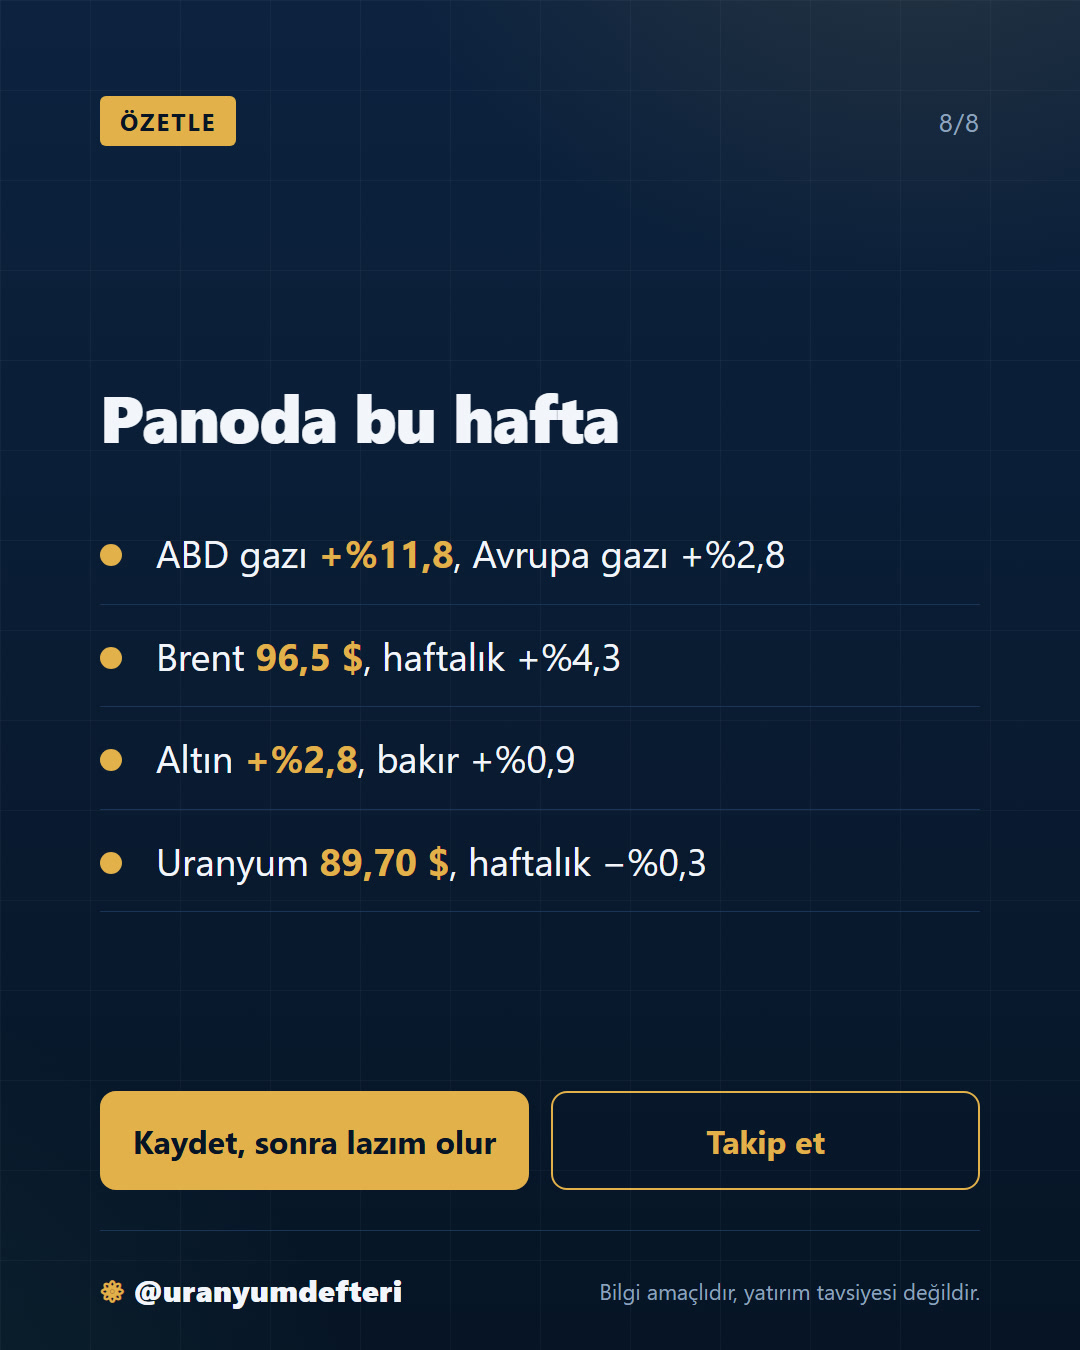 ÖZETLE
8/8
Panoda bu hafta
ABD gazı +%11,8, Avrupa gazı +%2,8
Brent 96,5 $, haftalık +%4,3
Altın +%2,8, bakır +%0,9
Uranyum 89,70 $, haftalık −%0,3
Kaydet, sonra lazım olur
Takip et
@uranyumdefteri
Bilgi amaçlıdır, yatırım tavsiyesi değildir.